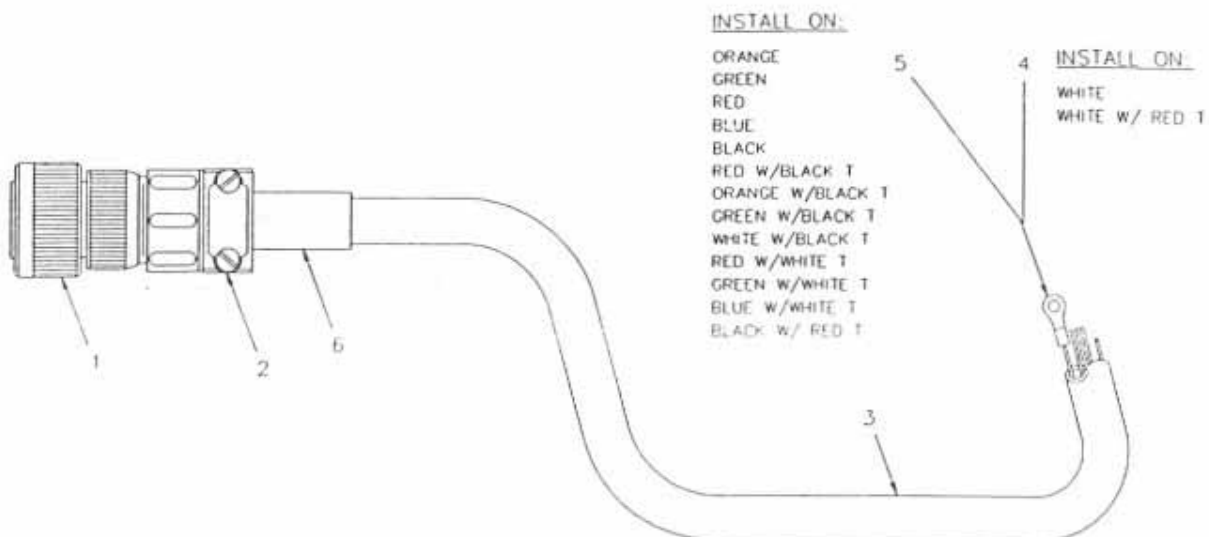 INSTALL ON:
ORANGE
GREEN
RED
BLUE
BLACK
RED W/BLACK T
ORANGE W/BLACK T
GREEN W/BLACK T
WHITE W/BLACK T
RED W/WHITE T
GREEN W/WHITE T
BLUE W/WHITE T
BLACK W/ RED T
5
4
INSTALL ON:
WHITE
WHITE W/ RED T
1
2
6
3